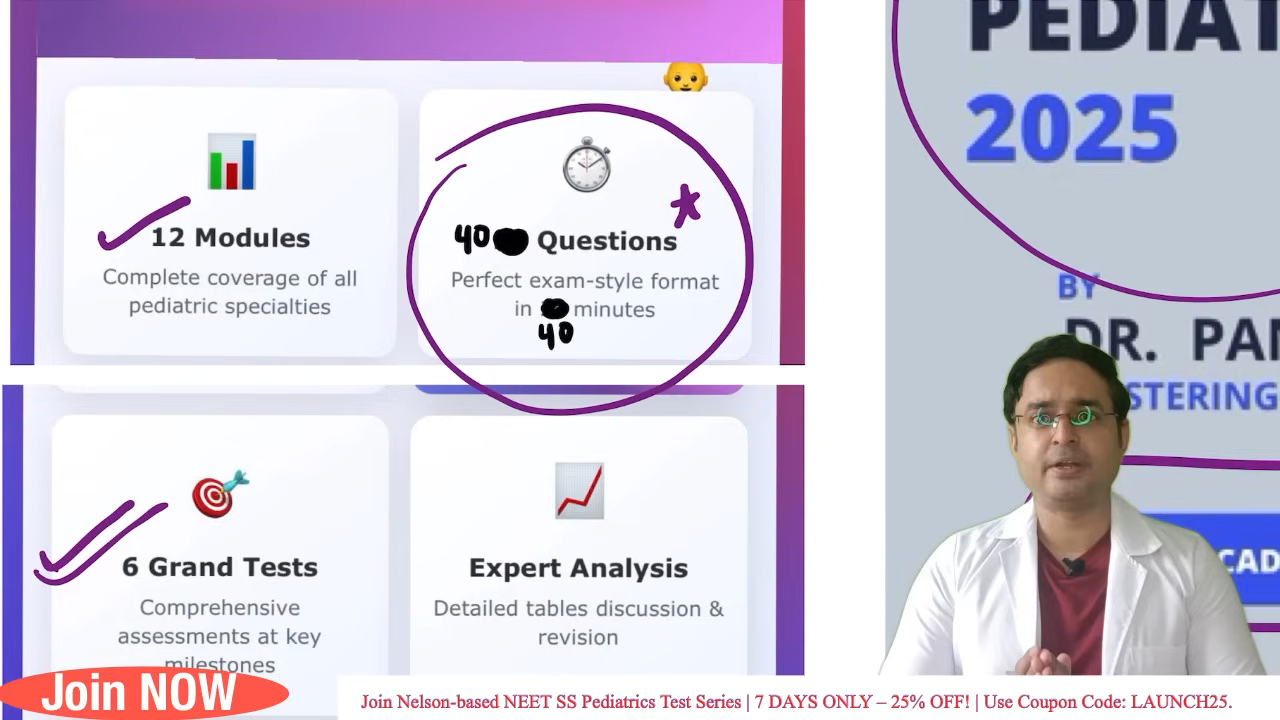 12 Modules
Complete coverage of all
pediatric specialties
40 Questions
Perfect exam-style format
in minutes
40
6 Grand Tests
Comprehensive
assessments at key
milestones
Expert Analysis
Detailed tables discussion &
revision
PEDIAT
2025
BY
DR. PAN
STERING
CAD
Join NOW
Join Nelson-based NEET SS Pediatrics Test Series | 7 DAYS ONLY – 25% OFF! | Use Coupon Code: LAUNCH25.